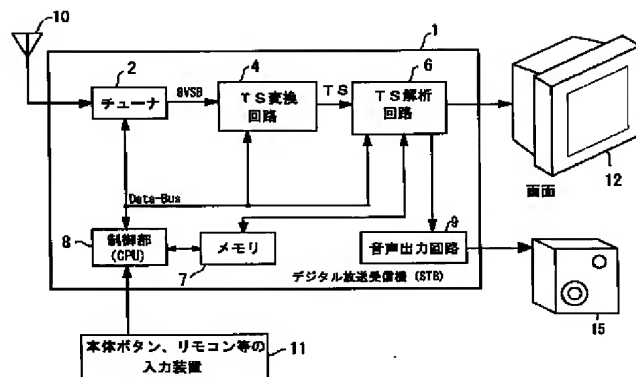 10
1
2
4
6
チューナ
8VSB
TS変換
回路
TS
TS解析
回路
12
画面
Data-Bus
8
制御部
(CPU)
メモリ
7
9
音声出力回路
デジタル放送受信機 (STB)
15
本体ボタン、リモコン等の
入力装置
11